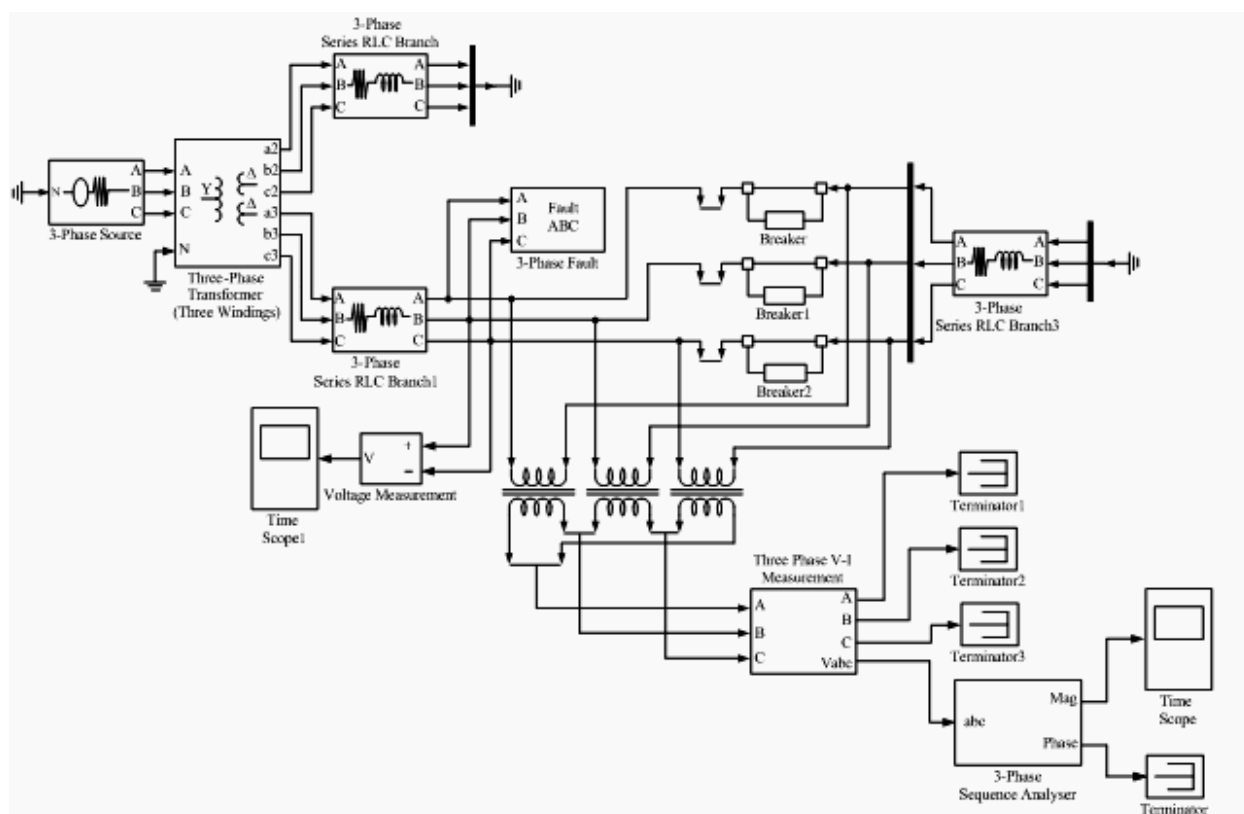 3-Phase
Series RLC Branch
A
B
C
A
B
C
N
A
B
C
3-Phase Source
A
B
C
N
Y
Δ
Δ
a2
b2
c2
a3
b3
c3
Three-Phase
Transformer
(Three Windings)
A
B
C
Fault
ABC
3-Phase Fault
A
B
C
A
B
C
3-Phase
Series RLC Branch1
Breaker
Breaker1
Breaker2
A
B
C
A
B
C
3-Phase
Series RLC Branch3
Time
Scope1
V
+
-
Voltage Measurement
Three Phase V-I
Measurement
A
B
C
A
B
C
Vabc
Terminator1
Terminator2
Terminator3
abc
Mag
Phase
3-Phase
Sequence Analyser
Time
Scope
Terminator